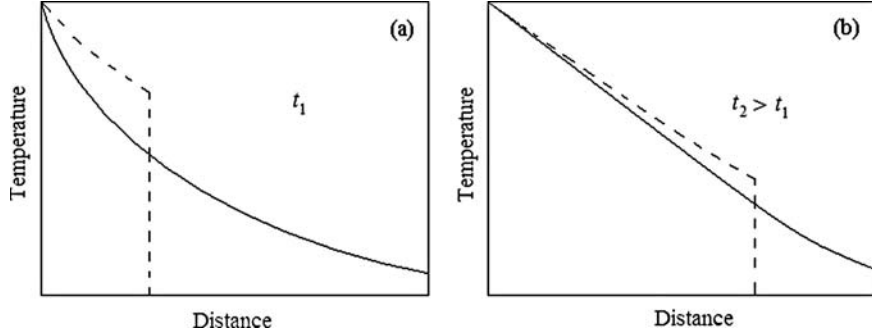 (a)
t₁
Temperature
Distance
(b)
t₂ > t₁
Temperature
Distance